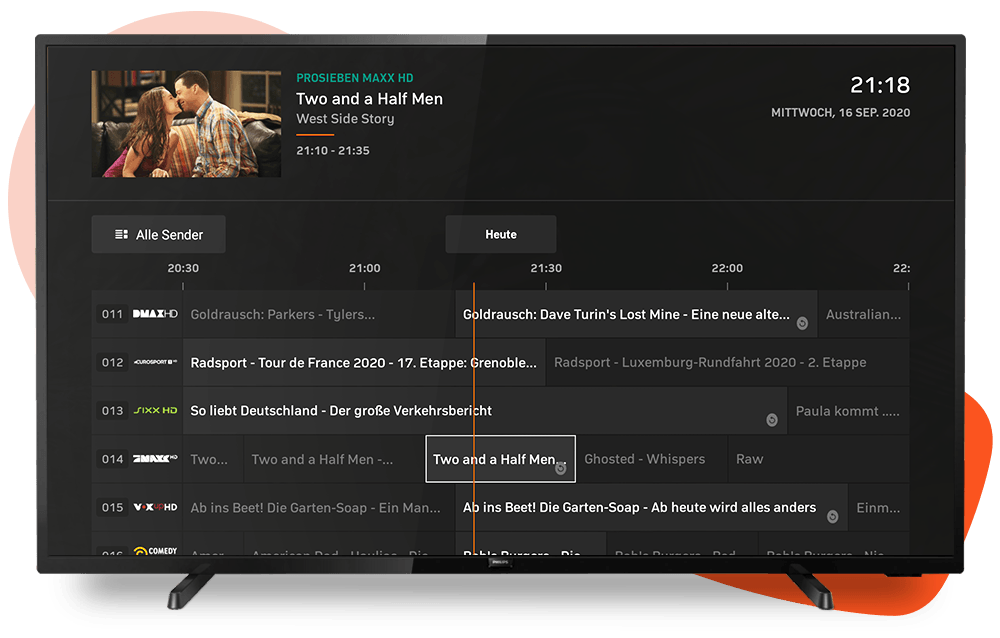 PROSIEBEN MAXX HD
Two and a Half Men
West Side Story
21:10 - 21:35
21:18
MITTWOCH, 16 SEP. 2020
Alle Sender
Heute
20:30 21:00 21:30 22:00 22:
011 DMAX HD Goldrausch: Parkers - Tylers... Goldrausch: Dave Turin's Lost Mine - Eine neue alte... Australian...
012 EUROSPORT 1 HD Radsport - Tour de France 2020 - 17. Etappe: Grenoble... Radsport - Luxemburg-Rundfahrt 2020 - 2. Etappe
013 SIXX HD So liebt Deutschland - Der große Verkehrsbericht Paula kommt .....
014 MAXX HD Two... Two and a Half Men -... Two and a Half Men... Ghosted - Whispers Raw
015 VOXup HD Ab ins Beet! Die Garten-Soap - Ein Man... Ab ins Beet! Die Garten-Soap - Ab heute wird alles anders Einm...
016 COMEDY
PHILIPS